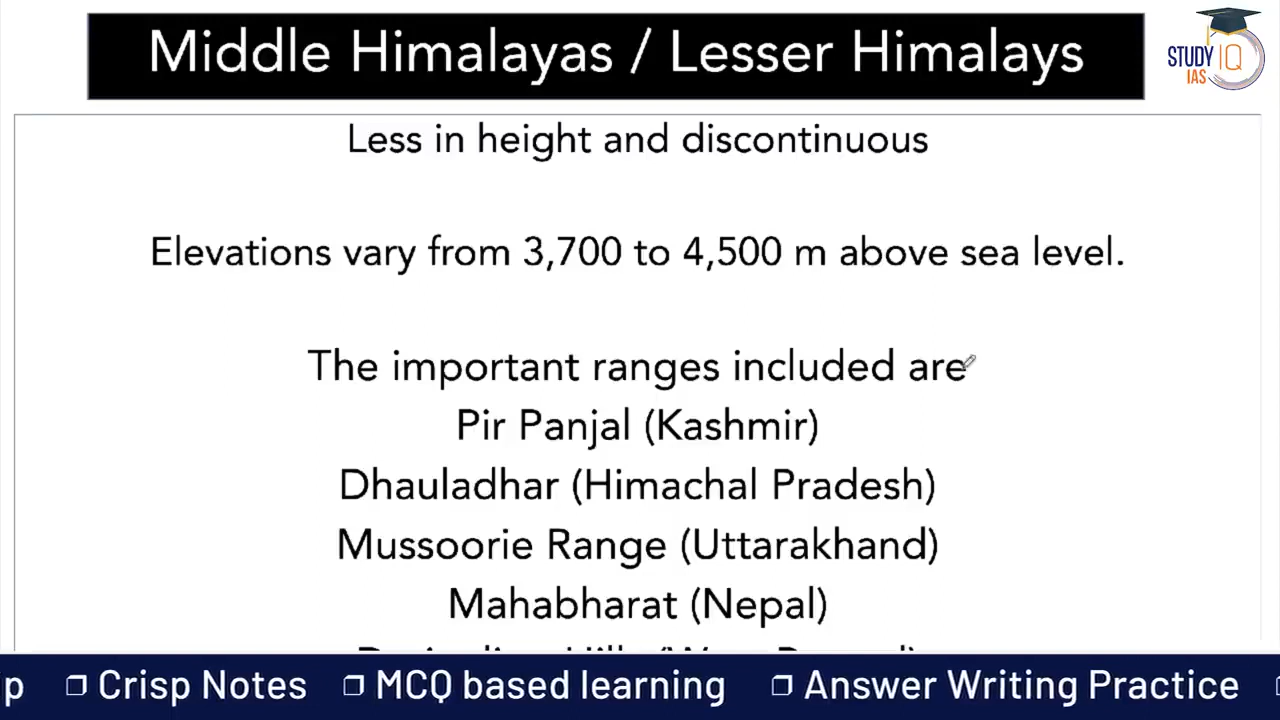 Middle Himalayas / Lesser Himalays
STUDY IQ
IAS
Less in height and discontinuous
Elevations vary from 3,700 to 4,500 m above sea level.
The important ranges included are
Pir Panjal (Kashmir)
Dhauladhar (Himachal Pradesh)
Mussoorie Range (Uttarakhand)
Mahabharat (Nepal)
p ❐ Crisp Notes ❐ MCQ based learning ❐ Answer Writing Practice